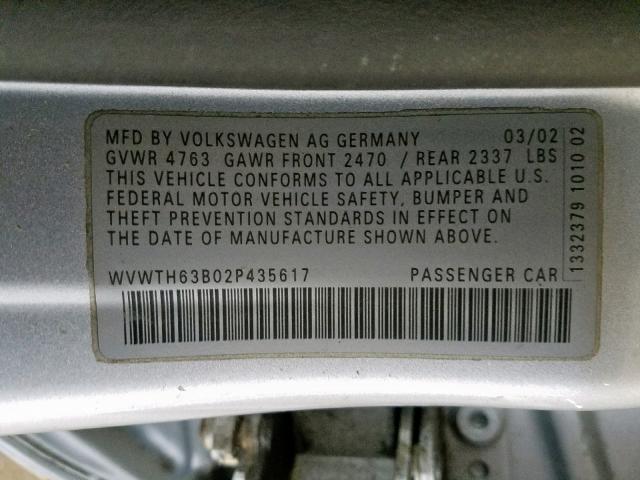 MFD BY VOLKSWAGEN AG GERMANY 03/02
GVWR 4763 GAWR FRONT 2470 / REAR 2337 LBS
THIS VEHICLE CONFORMS TO ALL APPLICABLE U.S.
FEDERAL MOTOR VEHICLE SAFETY, BUMPER AND
THEFT PREVENTION STANDARDS IN EFFECT ON
THE DATE OF MANUFACTURE SHOWN ABOVE.
WVWTH63B02P435617 PASSENGER CAR
1332379 1010 02